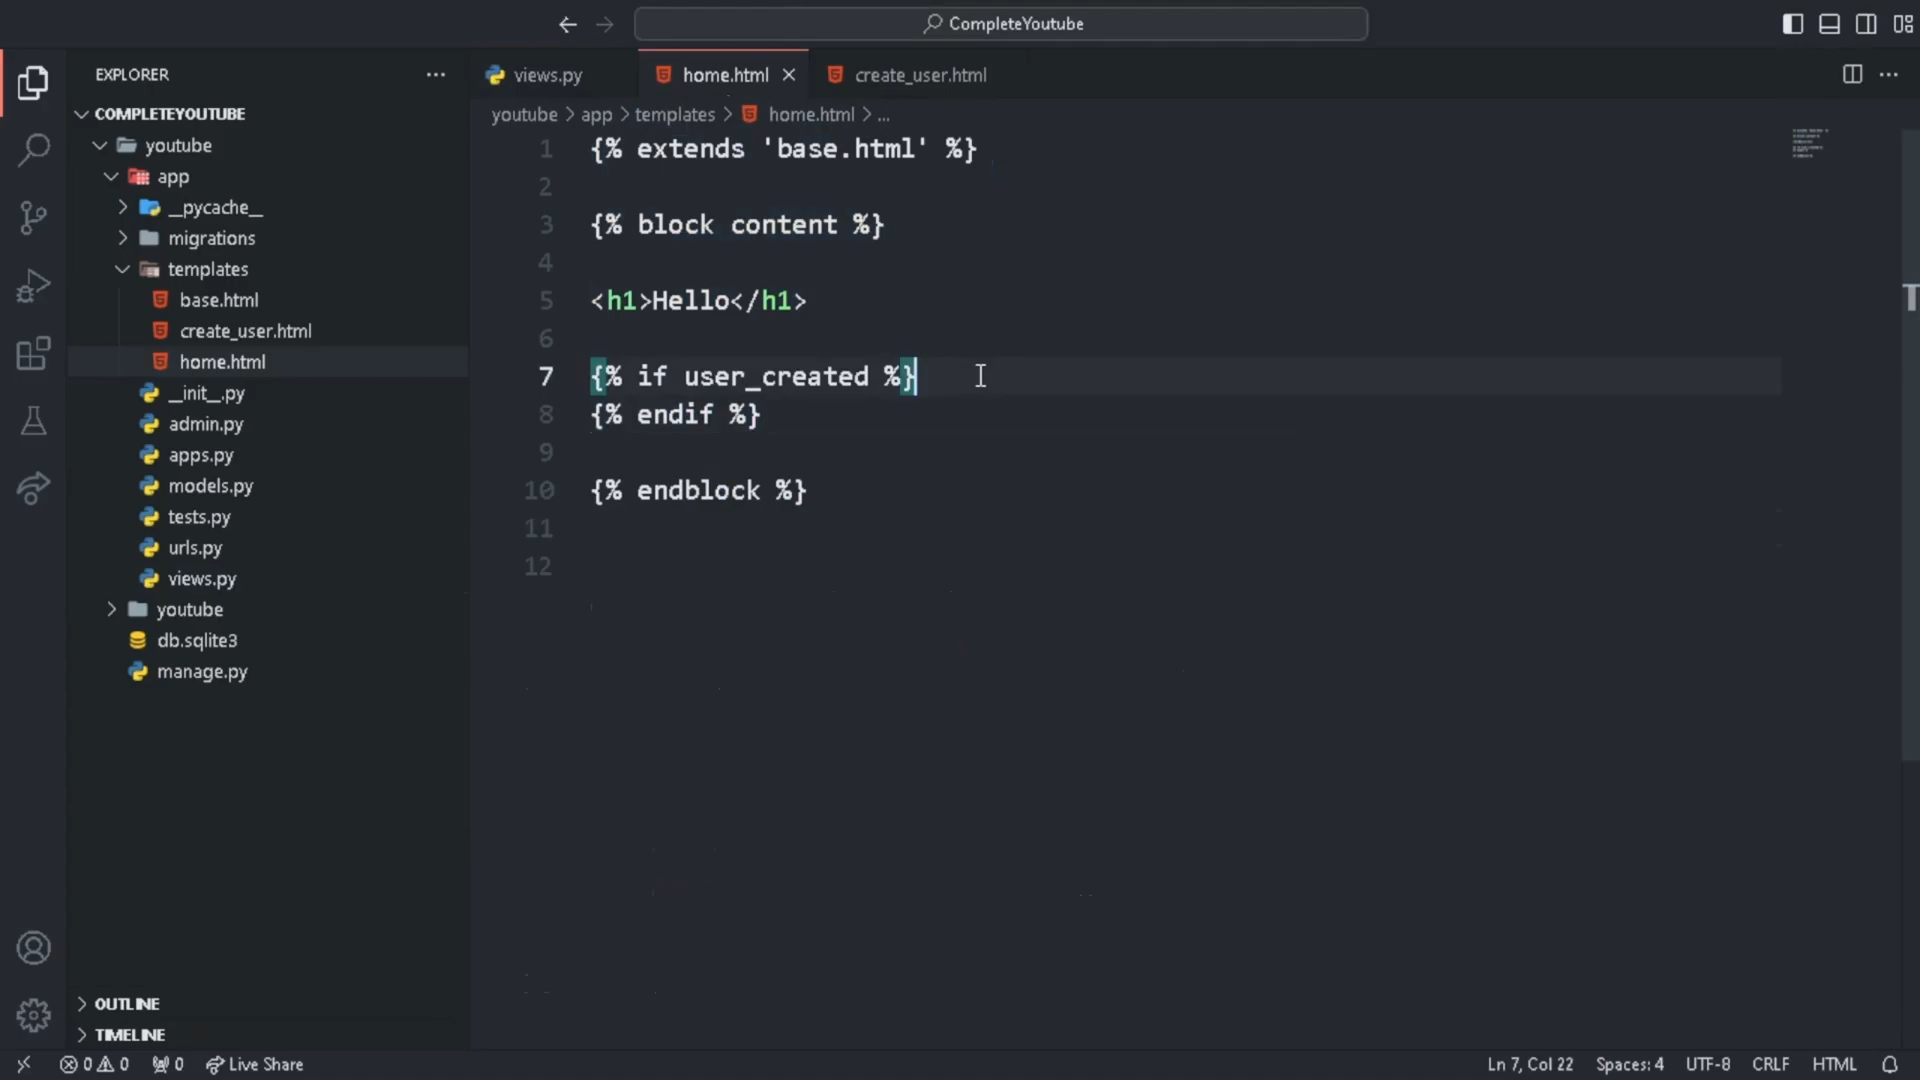 CompleteYoutube
EXPLORER
COMPLETEYOUTUBE
youtube
app
__pycache__
migrations
templates
base.html
create_user.html
home.html
__init__.py
admin.py
apps.py
models.py
tests.py
urls.py
views.py
youtube
db.sqlite3
manage.py
OUTLINE
TIMELINE
views.py home.html create_user.html
youtube > app > templates > home.html > ...
1 {% extends 'base.html' %}
2
3 {% block content %}
4
5 <h1>Hello</h1>
6
7 {% if user_created %}
8 {% endif %}
9
10 {% endblock %}
11
12
0 0 0 Live Share Ln 7, Col 22 Spaces: 4 UTF-8 CRLF HTML